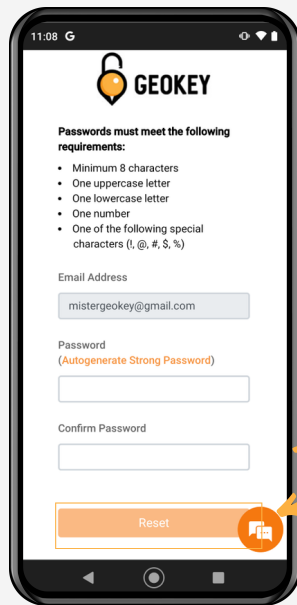 11:08 G
GEOKEY
Passwords must meet the following
requirements:
• Minimum 8 characters
• One uppercase letter
• One lowercase letter
• One number
• One of the following special
characters (!, @, #, $, %)
Email Address
mistergeokey@gmail.com
Password
(Autogenerate Strong Password)
Confirm Password
Reset